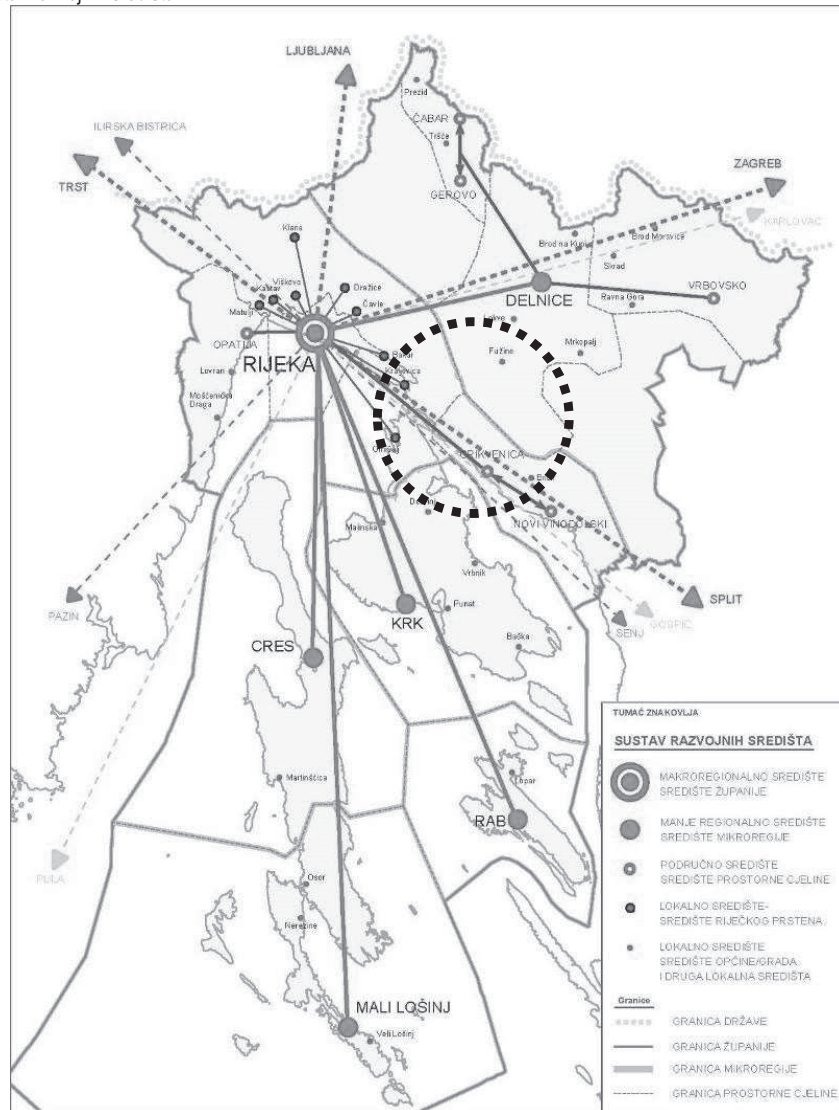 LJUBLJANA
Prezid
ČABAR
Tršće
ILIRSKA BISTRICA
TRST
GEROVO
ZAGREB
KARLOVAC
Klana
Brod na Kupi
Brod Moravice
Skrad
DELNICE
VRBOVSKO
Ravna Gora
Viškovo
Kastav
Matulji
Čavle
OPATIJA
RIJEKA
Lovran
Mošćenička
Draga
Bakar
Kraljevica
Lokve
Fužine
Mrkopalj
Omišalj
CRIKVENICA
NOVI VINODOLSKI
Malinska
Vrbnik
Punat
KRK
Baška
PAZIN
SPLIT
GOSPIĆ
SENJ
CRES
Martinšćica
Lopar
RAB
PULA
Osor
Nerezine
MALI LOŠINJ
Veli Lošinj
TUMAČ ZNAKOVLJA
SUSTAV RAZVOJNIH SREDIŠTA
MAKROREGIONALNO SREDIŠTE
SREDIŠTE ŽUPANIJE
MANJE REGIONALNO SREDIŠTE
SREDIŠTE MIKROREGIJE
PODRUČNO SREDIŠTE
SREDIŠTE PROSTORNE CJELINE
LOKALNO SREDIŠTE-
SREDIŠTE RIJEČKOG PRSTENA
LOKALNO SREDIŠTE
SREDIŠTE OPĆINE/GRADA
I DRUGA LOKALNA SREDIŠTA
Granice
GRANICA DRŽAVE
GRANICA ŽUPANIJE
GRANICA MIKROREGIJE
GRANICA PROSTORNE CJELINE